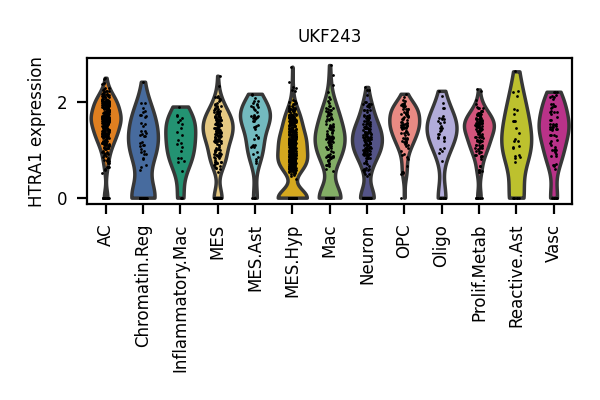 UKF243
HTRA1 expression
2
0
AC
Chromatin.Reg
Inflammatory.Mac
MES
MES.Ast
MES.Hyp
Mac
Neuron
OPC
Oligo
Prolif.Metab
Reactive.Ast
Vasc